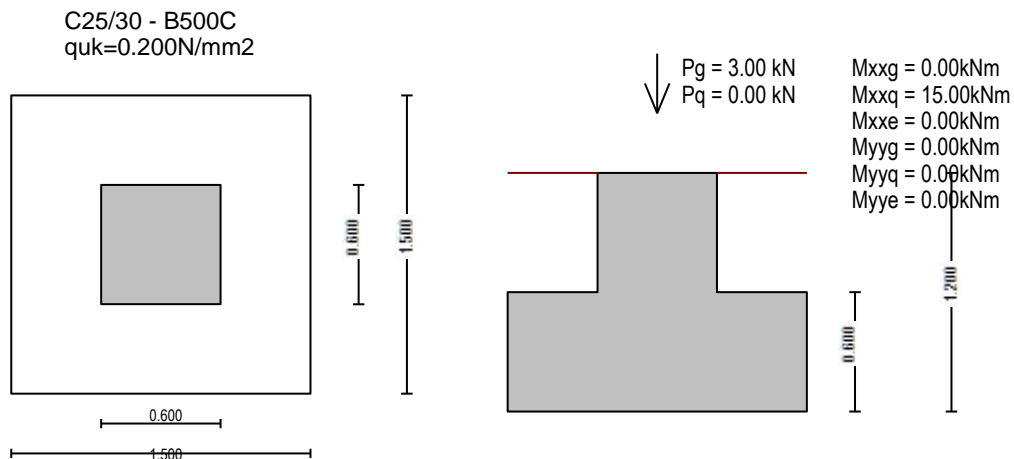 C25/30 - B500C
quk=0.200N/mm2
Pg = 3.00 kN
Pq = 0.00 kN
Mxxg = 0.00kNm
Mxxq = 15.00kNm
Mxxe = 0.00kNm
Myyg = 0.00kNm
Myyq = 0.00kNm
Myye = 0.00kNm
0.600
1.500
0.600
1.500
0.600
1.200